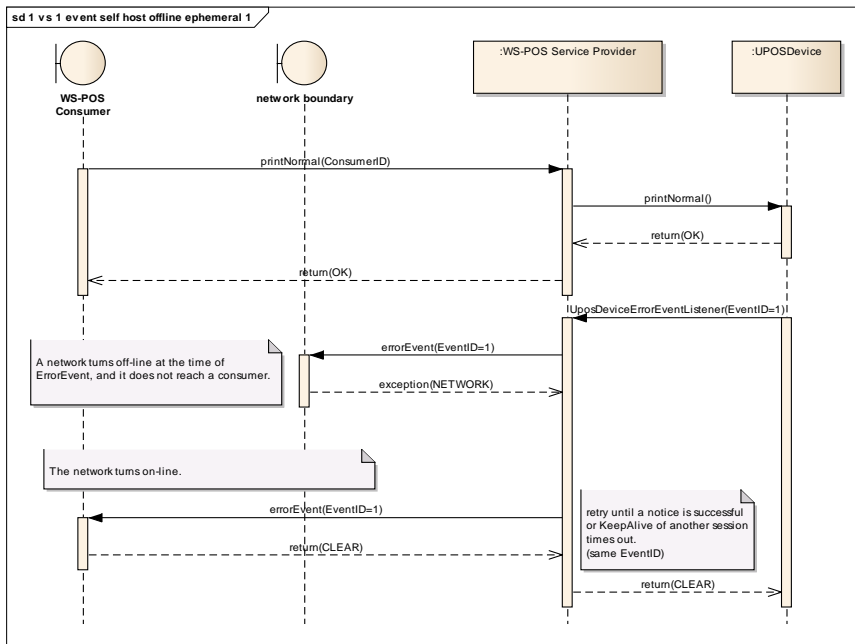 sd 1 vs 1 event self host offline ephemeral 1
WS-POS
Consumer
network boundary
:WS-POS Service Provider
:UPOSDevice
printNormal(ConsumerID)
printNormal()
return(OK)
return(OK)
UposDeviceErrorEventListener(EventID=1)
errorEvent(EventID=1)
A network turns off-line at the time of
ErrorEvent, and it does not reach a consumer.
exception(NETWORK)
The network turns on-line.
errorEvent(EventID=1)
retry until a notice is successful
or KeepAlive of another session
times out.
(same EventID)
return(CLEAR)
return(CLEAR)